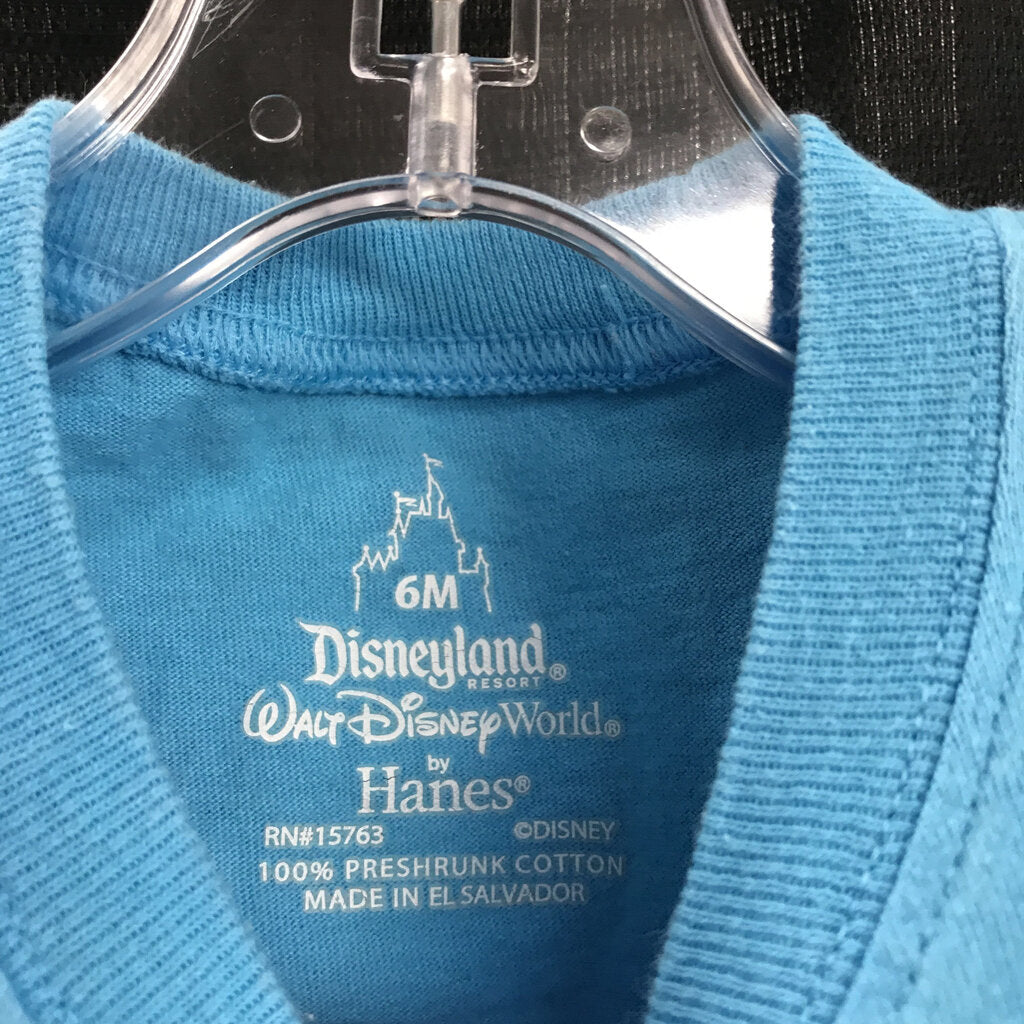 6M
Disneyland®
RESORT
WALT DISNEY World®
by
Hanes®
RN#15763 ©DISNEY
100% PRESHRUNK COTTON
MADE IN EL SALVADOR